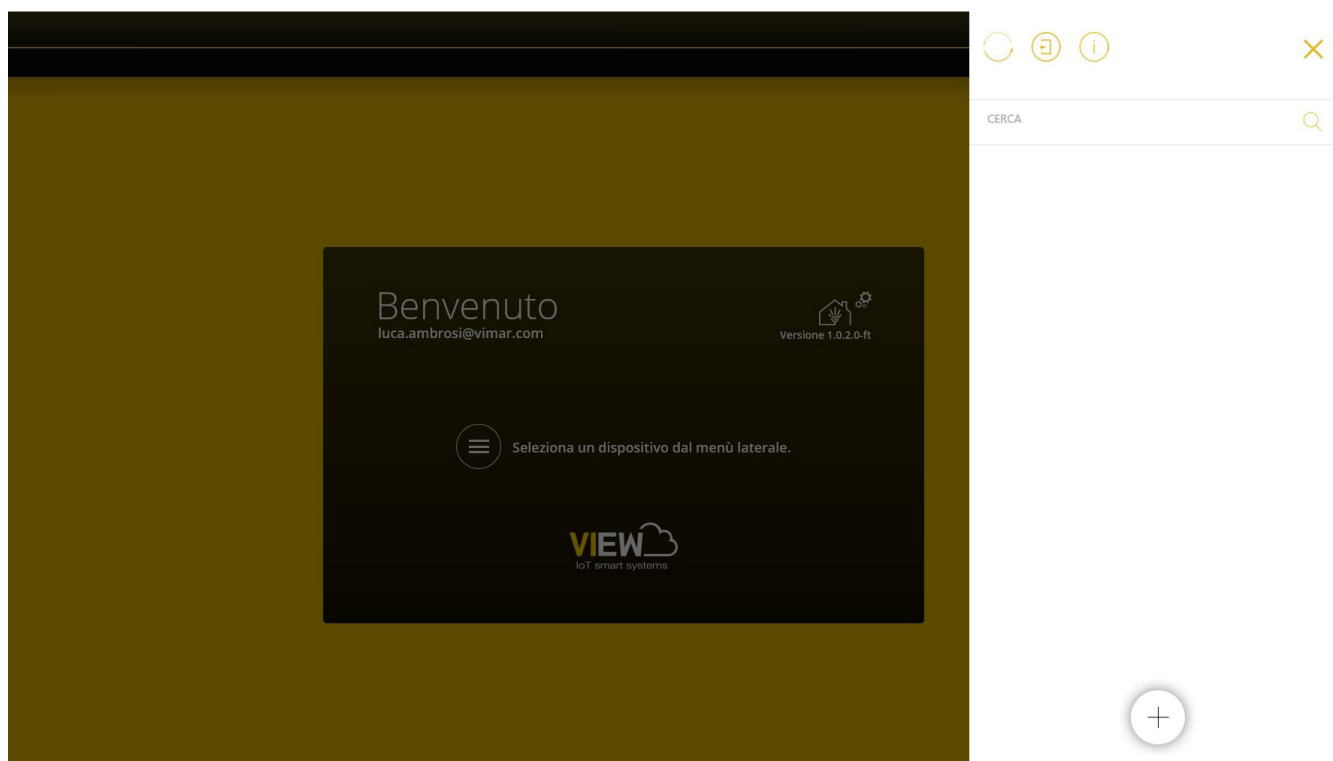 CERCA
Benvenuto
luca.ambrosi@vimar.com
Versione 1.0.2.0-ft
Seleziona un dispositivo dal menù laterale.
VIEW
IoT smart systems